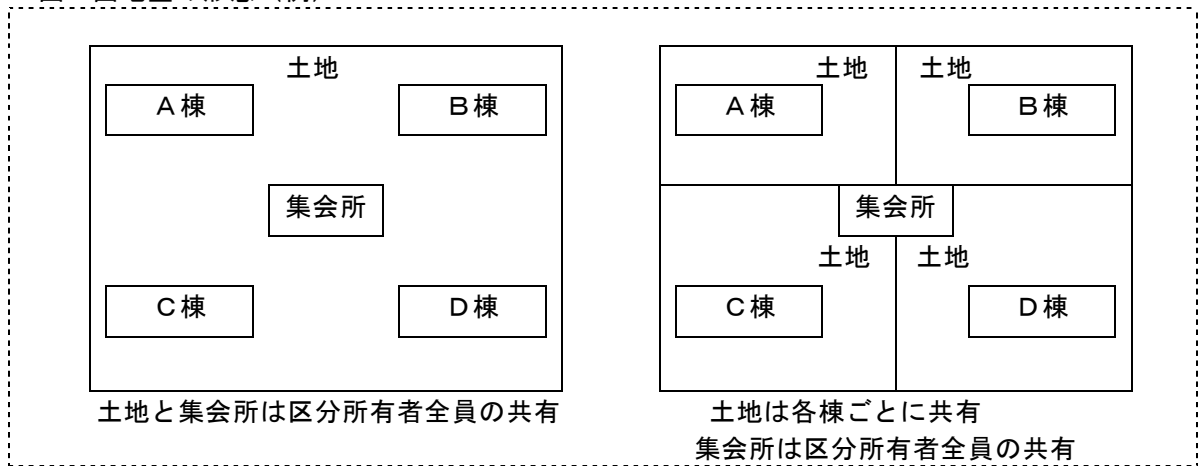 土地
A棟
B棟
集会所
C棟
D棟
土地と集会所は区分所有者全員の共有
土地
土地
A棟
B棟
集会所
土地
土地
C棟
D棟
土地は各棟ごとに共有
集会所は区分所有者全員の共有